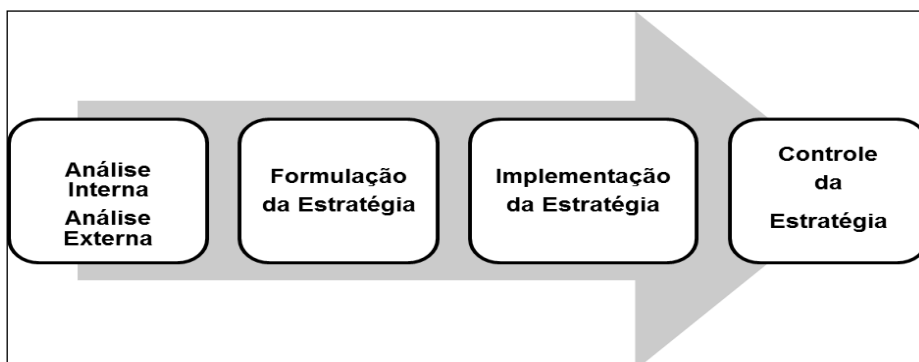 Análise
Interna
Análise
Externa
Formulação
da Estratégia
Implementação
da Estratégia
Controle
da
Estratégia